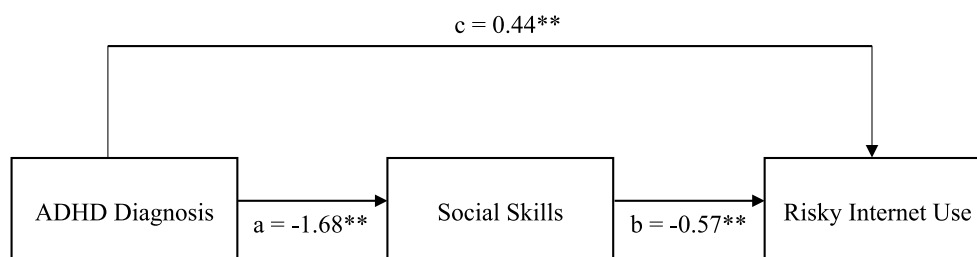 c = 0.44**
ADHD Diagnosis
a = -1.68**
Social Skills
b = -0.57**
Risky Internet Use